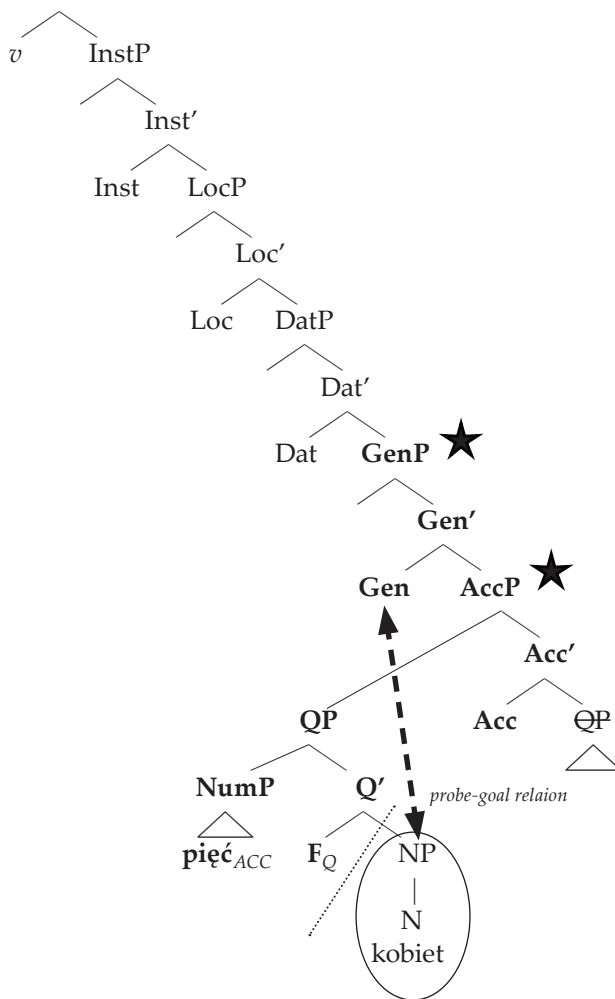 v InstP
Inst’
Inst LocP
Loc’
Loc DatP
Dat’
Dat GenP
Gen’
Gen AccP
Acc’
QP Acc QP
NumP Q’ probe-goal relaion
pięćACC FQ NP
N
kobiet